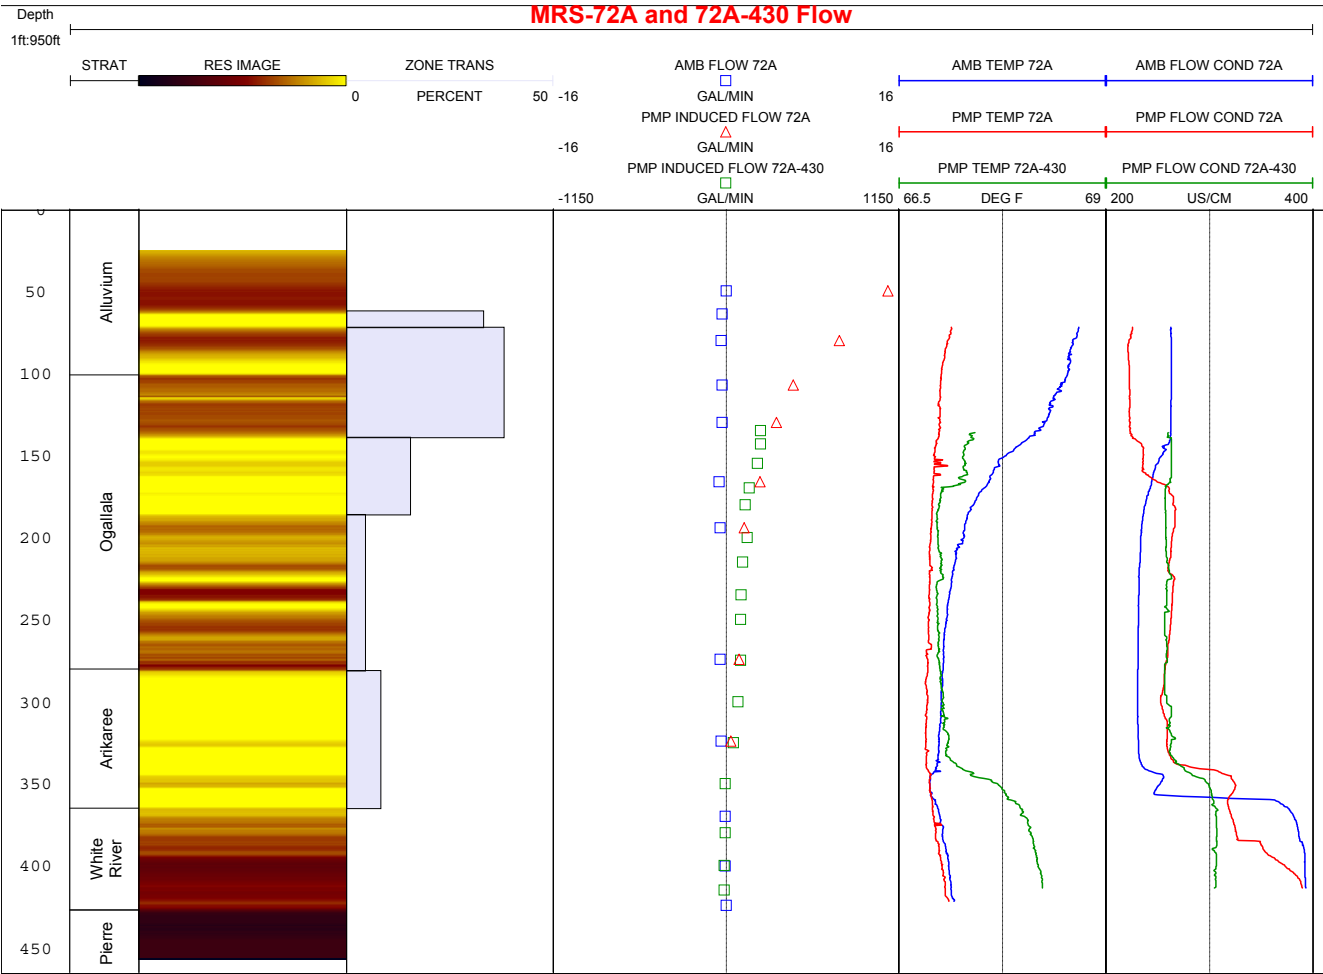 MRS-72A and 72A-430 Flow
Depth
1ft:950ft
STRAT RES IMAGE ZONE TRANS AMB FLOW 72A AMB TEMP 72A AMB FLOW COND 72A
0 PERCENT 50 -16 GAL/MIN 16
PMP INDUCED FLOW 72A PMP TEMP 72A PMP FLOW COND 72A
-16 GAL/MIN 16
PMP INDUCED FLOW 72A-430 PMP TEMP 72A-430 PMP FLOW COND 72A-430
-1150 GAL/MIN 1150 66.5 DEG F 69 200 US/CM 400
0
50
Alluvium
100
150
Ogallala
200
250
300
Arikaree
350
White
River
400
Pierre
450